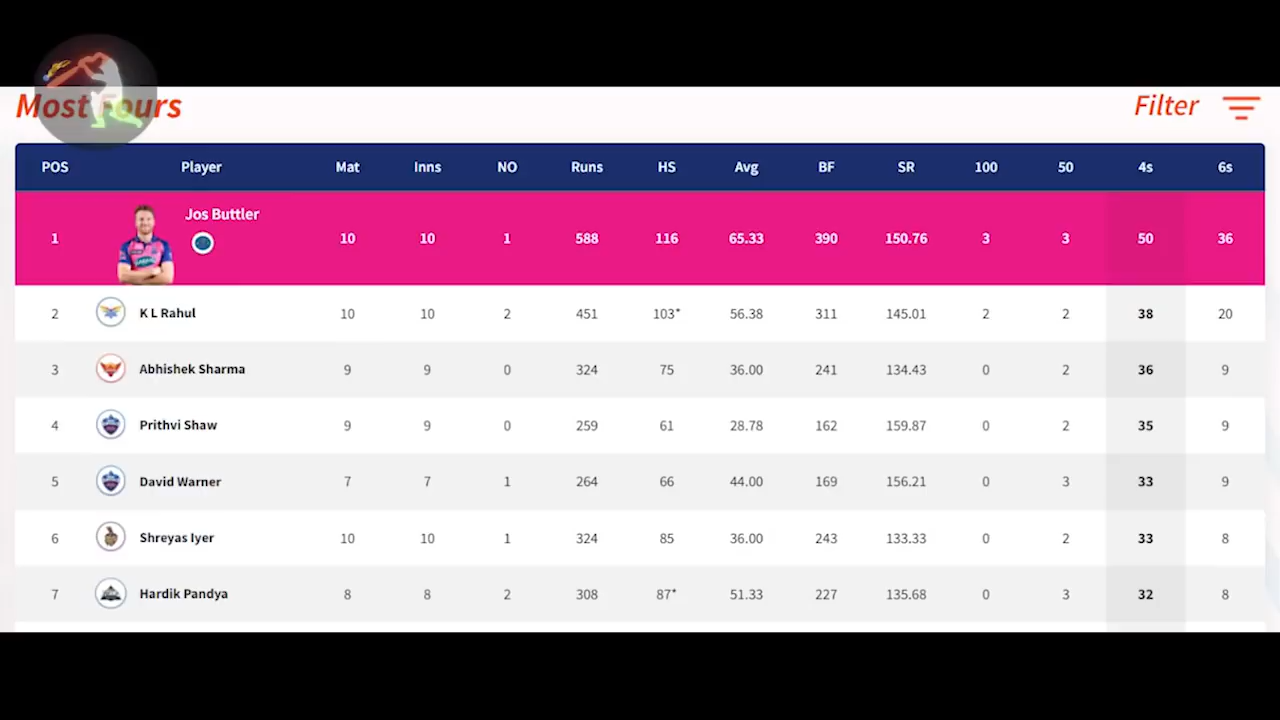 Most Fours
Filter
POS Player Mat Inns NO Runs HS Avg BF SR 100 50 4s 6s
1 Jos Buttler 10 10 1 588 116 65.33 390 150.76 3 3 50 36
2 K L Rahul 10 10 2 451 103* 56.38 311 145.01 2 2 38 20
3 Abhishek Sharma 9 9 0 324 75 36.00 241 134.43 0 2 36 9
4 Prithvi Shaw 9 9 0 259 61 28.78 162 159.87 0 2 35 9
5 David Warner 7 7 1 264 66 44.00 169 156.21 0 3 33 9
6 Shreyas Iyer 10 10 1 324 85 36.00 243 133.33 0 2 33 8
7 Hardik Pandya 8 8 2 308 87* 51.33 227 135.68 0 3 32 8